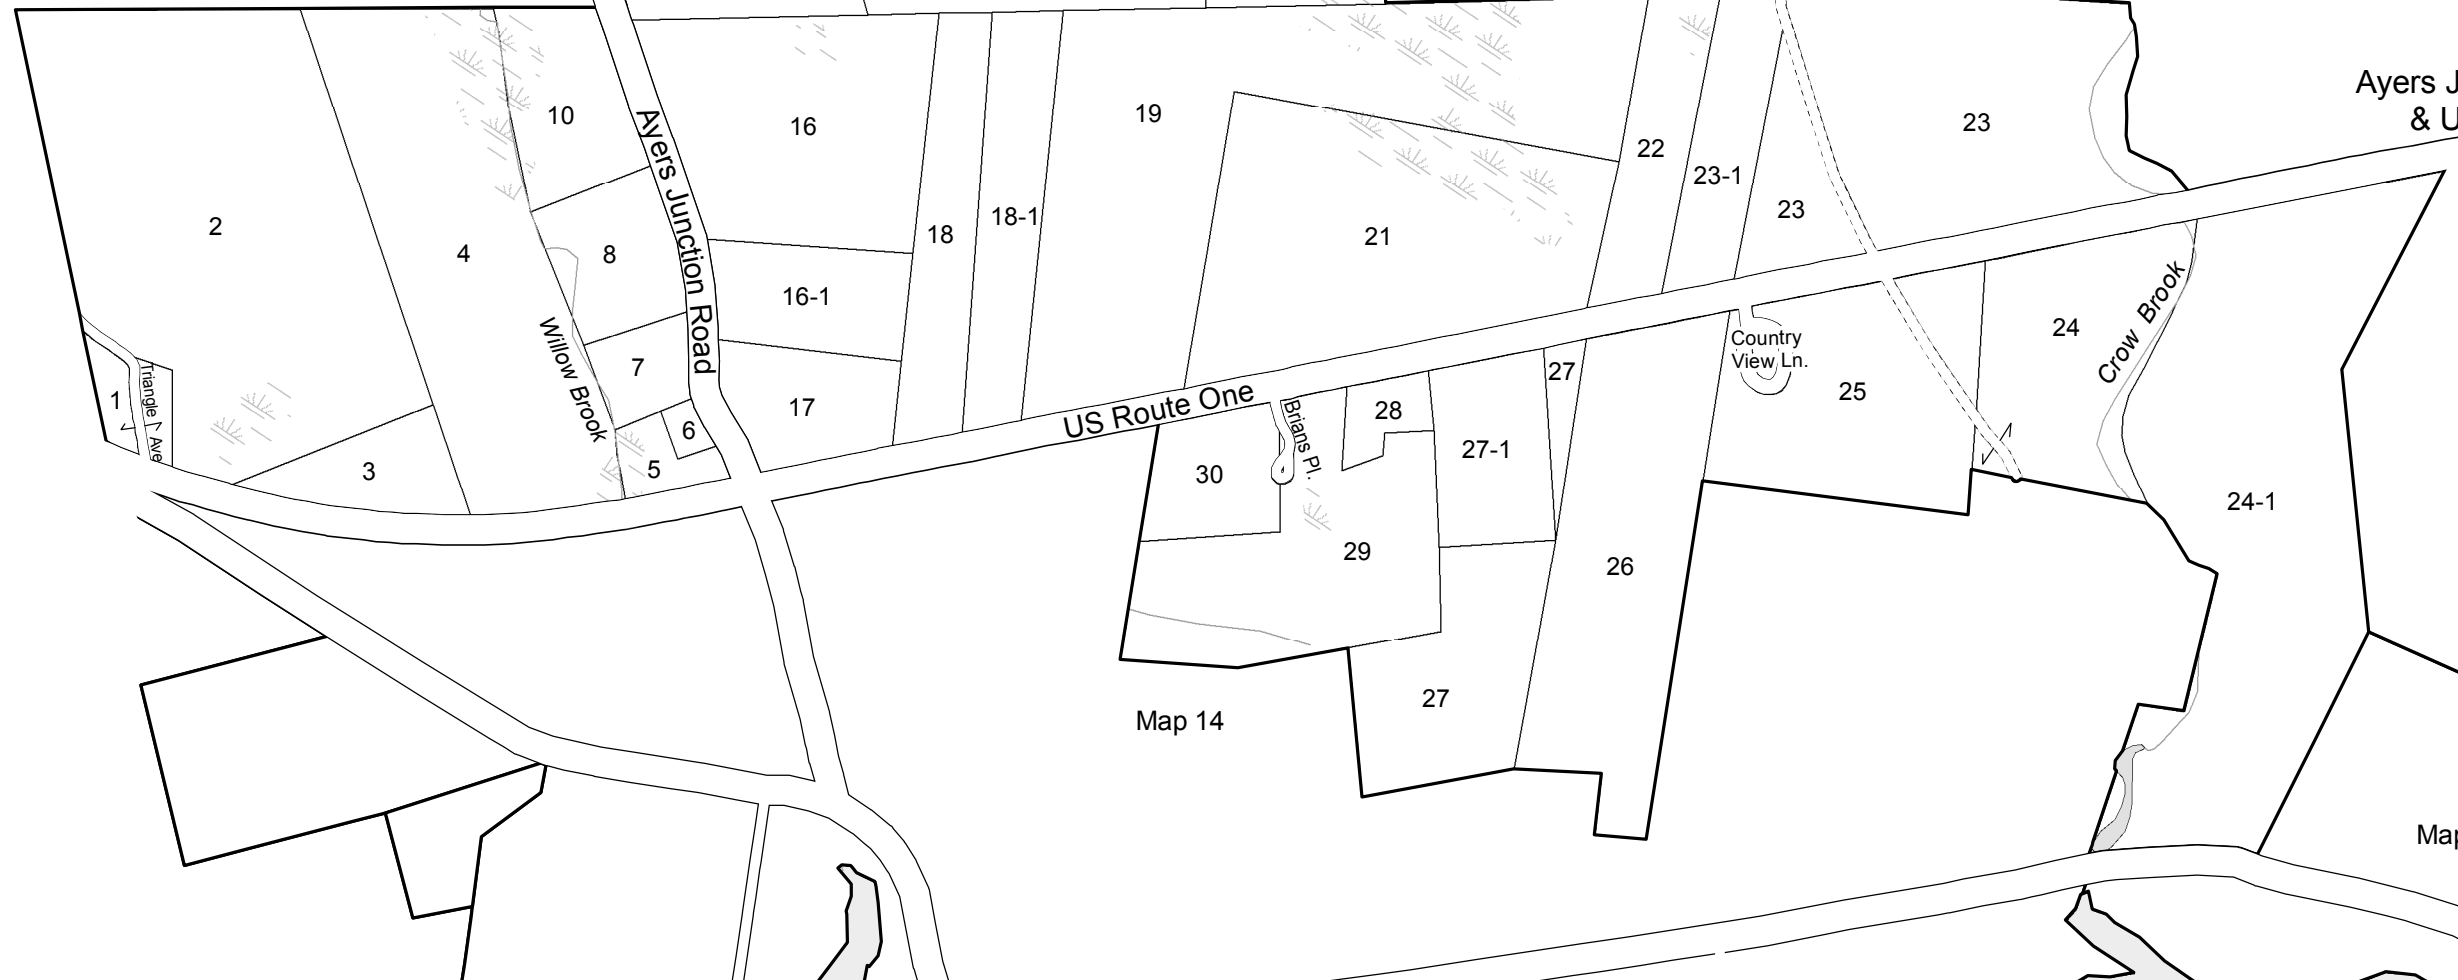 Ayers J
& U
10
19
23
16
22
23-1
23
2
18-1
18
21
4
8
16-1
Ayers Junction Road
Willow Brook
7
17
6
5
3
1
Triangle Ave
US Route One
Brians Pl.
28
27
27-1
Country
View Ln.
25
24
Crow Brook
24-1
30
29
26
27
Map 14
Map